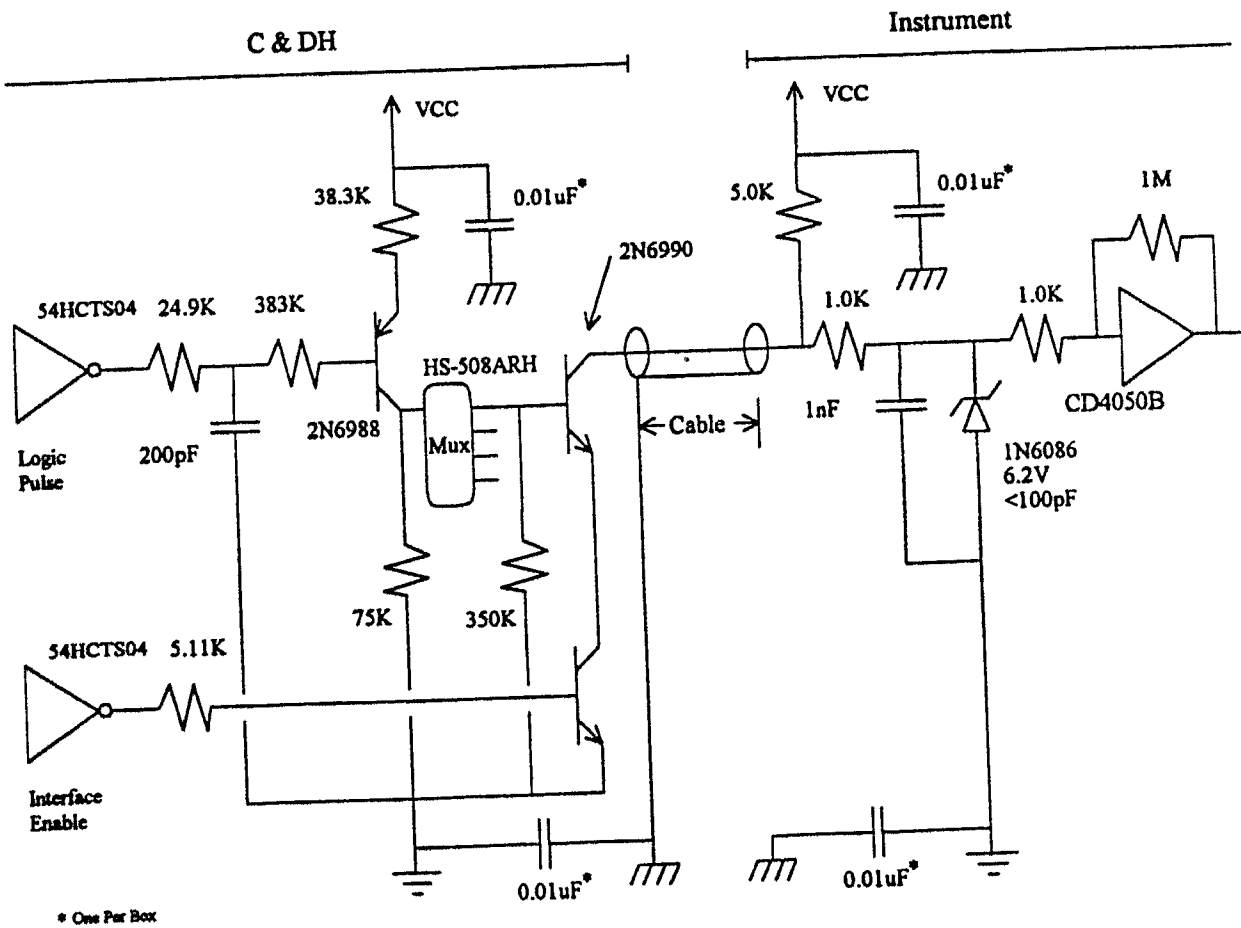 C & DH
Instrument
VCC
VCC
38.3K
0.01uF*
5.0K
0.01uF*
1M
2N6990
54HCTS04
24.9K
383K
1.0K
1.0K
HS-508ARH
Mux
2N6988
200pF
Logic
Pulse
Cable
1nF
CD4050B
1N6086
6.2V
<100pF
75K
350K
54HCTS04
5.11K
Interface
Enable
0.01uF*
0.01uF*
* One Per Box